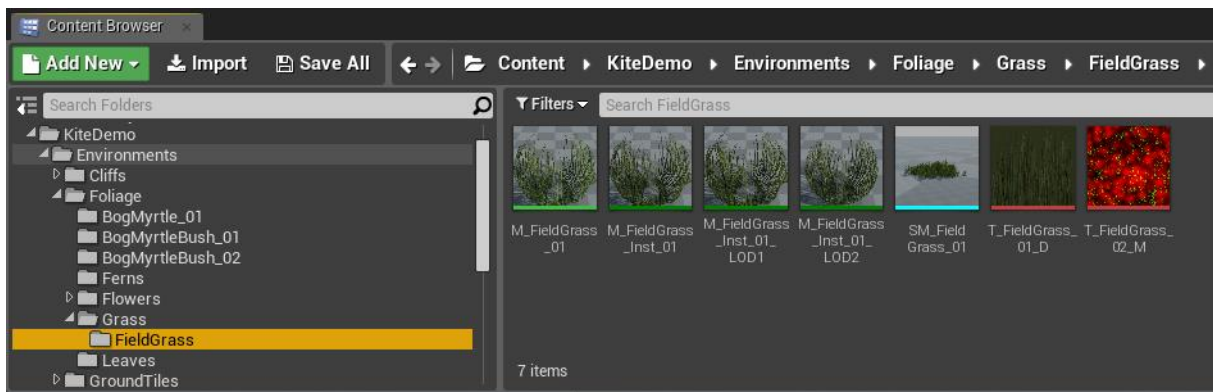 Content Browser
Add New Import Save All Content KiteDemo Environments Foliage Grass FieldGrass
Search Folders
KiteDemo
Environments
Cliffs
Foliage
BogMyrtle_01
BogMyrtleBush_01
BogMyrtleBush_02
Ferns
Flowers
Grass
FieldGrass
Leaves
GroundTiles
Filters Search FieldGrass
M_FieldGrass
_01
M_FieldGrass
_Inst_01
M_FieldGrass
_Inst_01_
LOD1
M_FieldGrass
_Inst_01_
LOD2
SM_Field
Grass_01
T_FieldGrass_
01_D
T_FieldGrass_
02_M
7 items